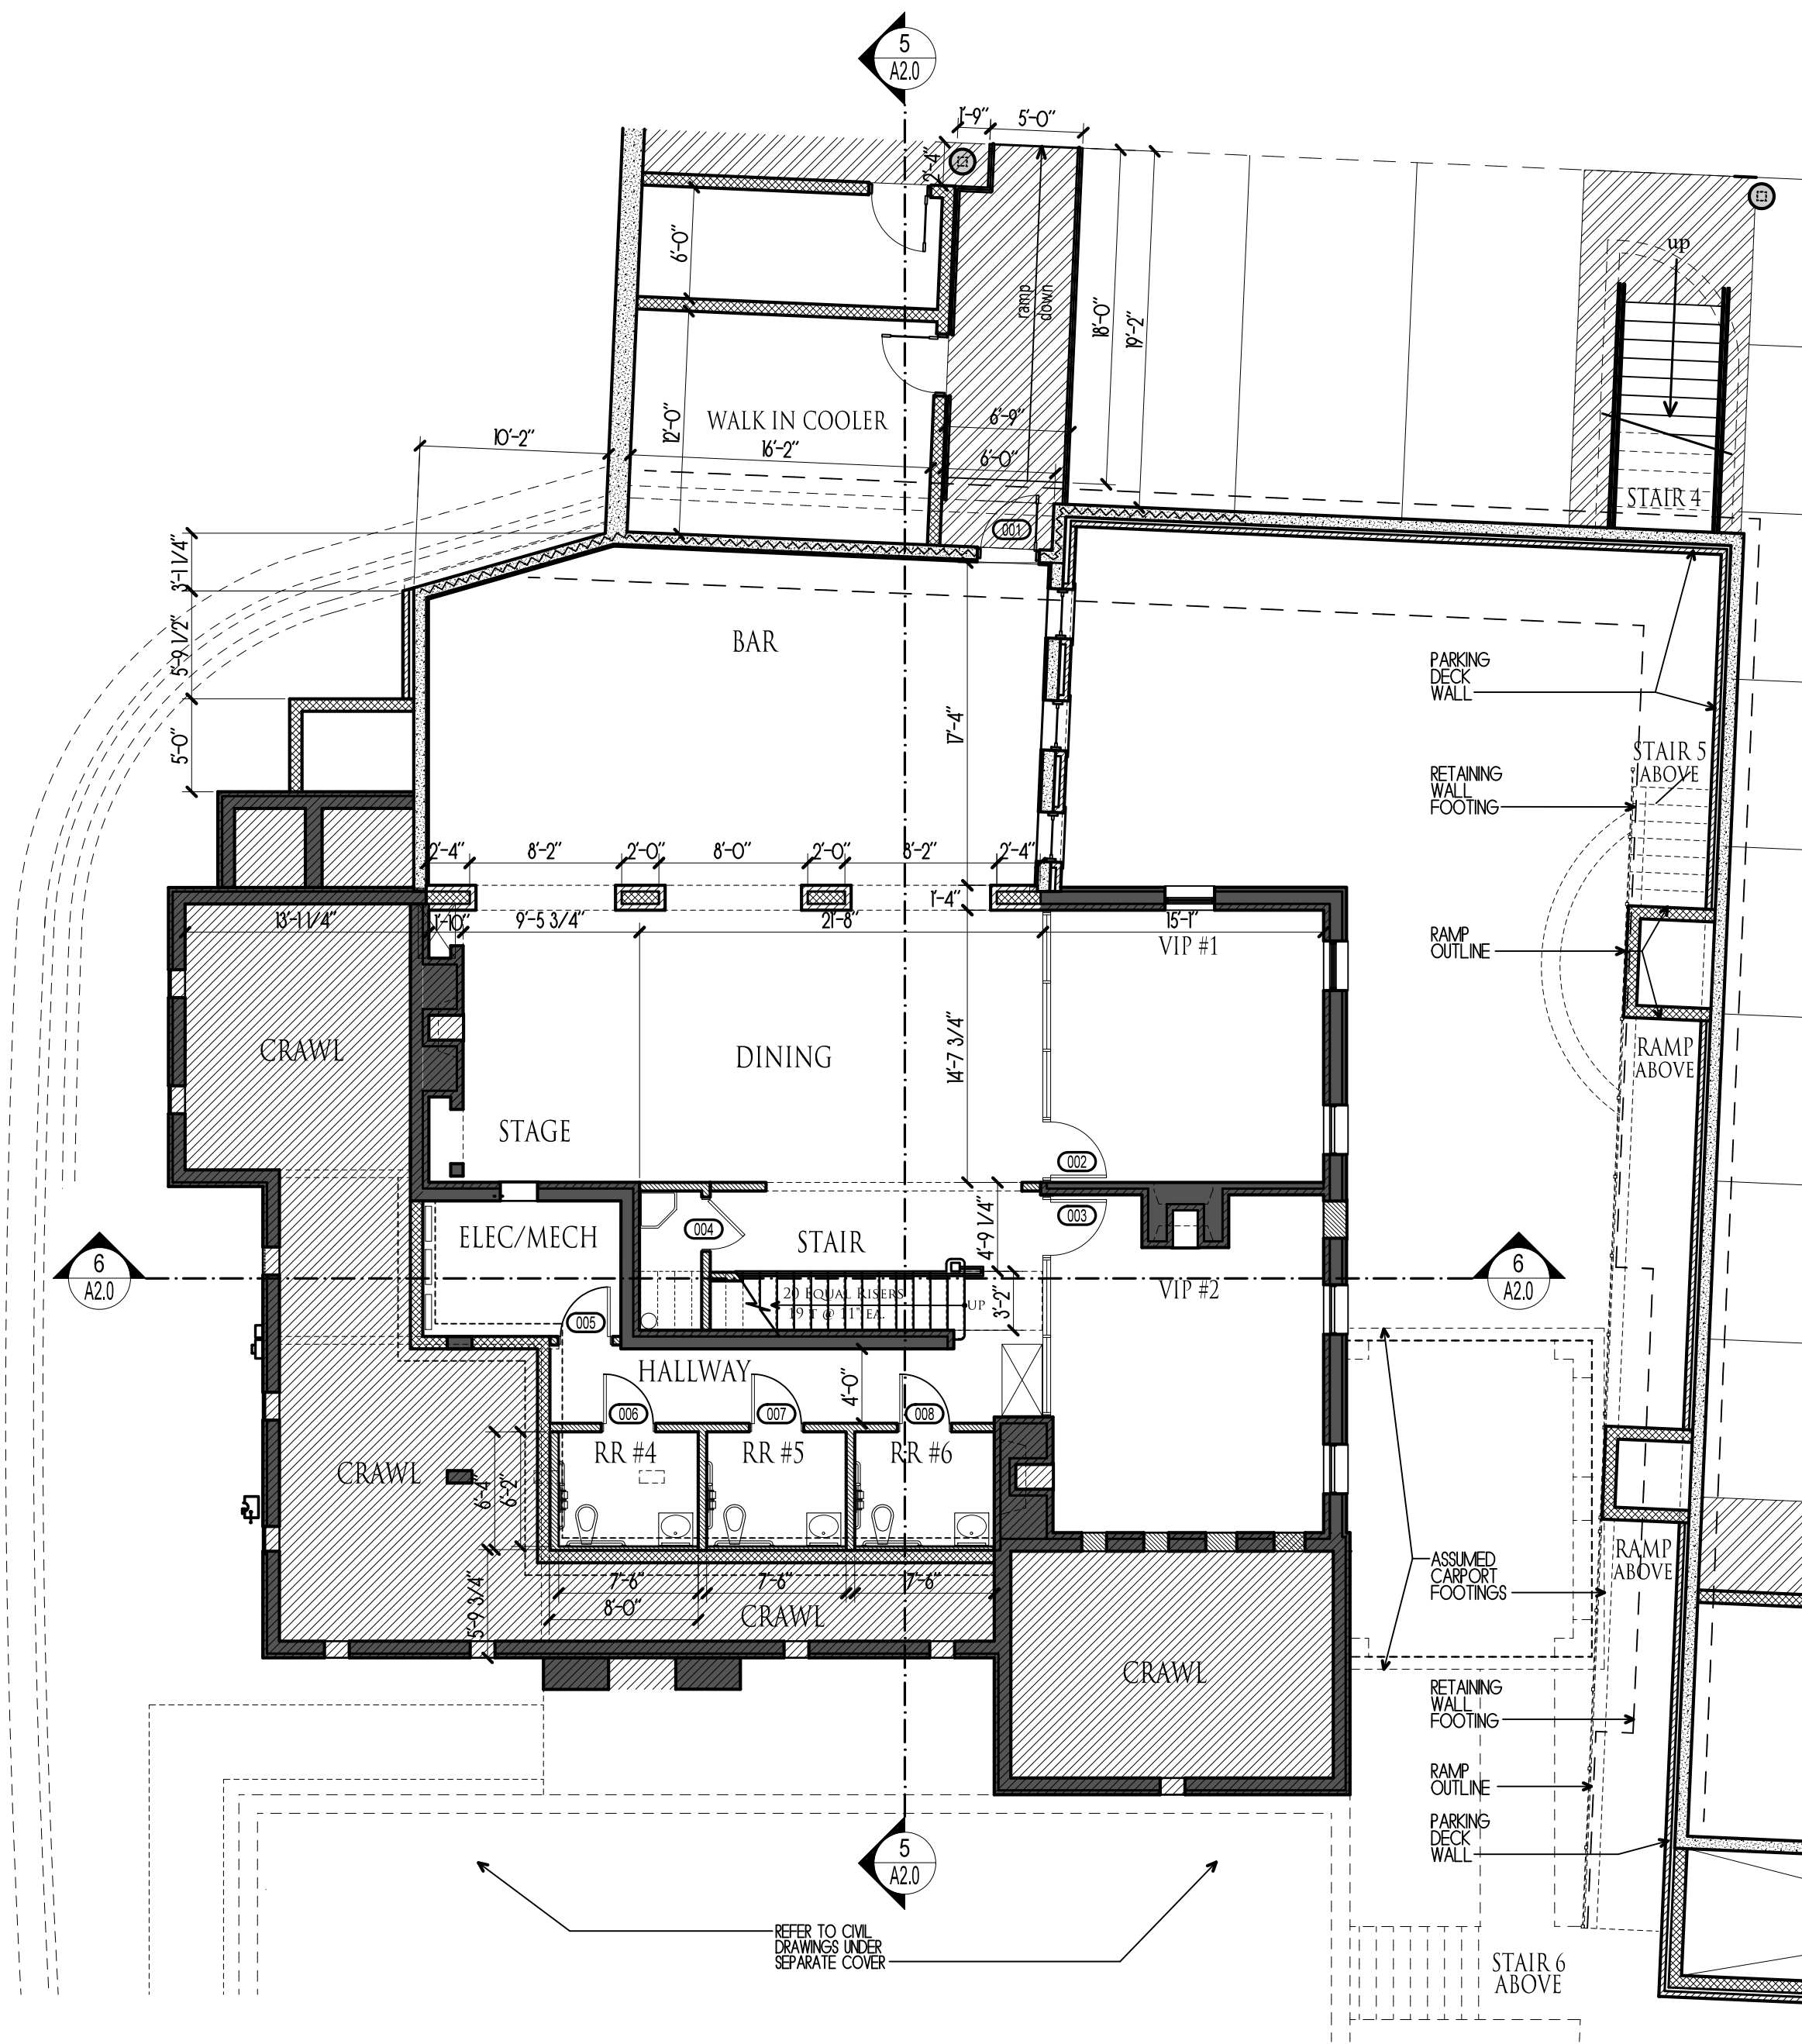 5
A2.0
1'-9"
5'-0"
2'-4"
up
6'-0"
ramp
down
18'-0"
19'-2"
WALK IN COOLER
6'-9"
12'-0"
10'-2"
16'-2"
6'-0"
STAIR 4
001
3'-1 1/4"
5'-9 1/2"
5'-0"
BAR
17'-4"
PARKING
DECK
WALL
STAIR 5
ABOVE
RETAINING
WALL
FOOTING
2'-4"
8'-2"
2'-0"
8'-0"
2'-0"
8'-2"
2'-4"
1'-4"
13'-1 1/4"
1'-10"
9'-5 3/4"
21'-8"
15'-1"
VIP #1
RAMP
OUTLINE
CRAWL
DINING
14'-7 3/4"
RAMP
ABOVE
STAGE
002
003
004
ELEC/MECH
STAIR
4'-9 1/4"
6
A2.0
6
A2.0
VIP #2
20 EQUAL RISERS
19 T @ 11" EA.
UP
3'-2"
005
HALLWAY
4'-0"
006
007
008
RR #4
RR #5
RR #6
CRAWL
6'-4"
6'-2"
7'-6"
7'-6"
7'-6"
8'-0"
5'-9 3/4"
CRAWL
CRAWL
ASSUMED
CARPORT
FOOTINGS
RAMP
ABOVE
RETAINING
WALL
FOOTING
RAMP
OUTLINE
PARKING
DECK
WALL
5
A2.0
REFER TO CIVIL
DRAWINGS UNDER
SEPARATE COVER
STAIR 6
ABOVE